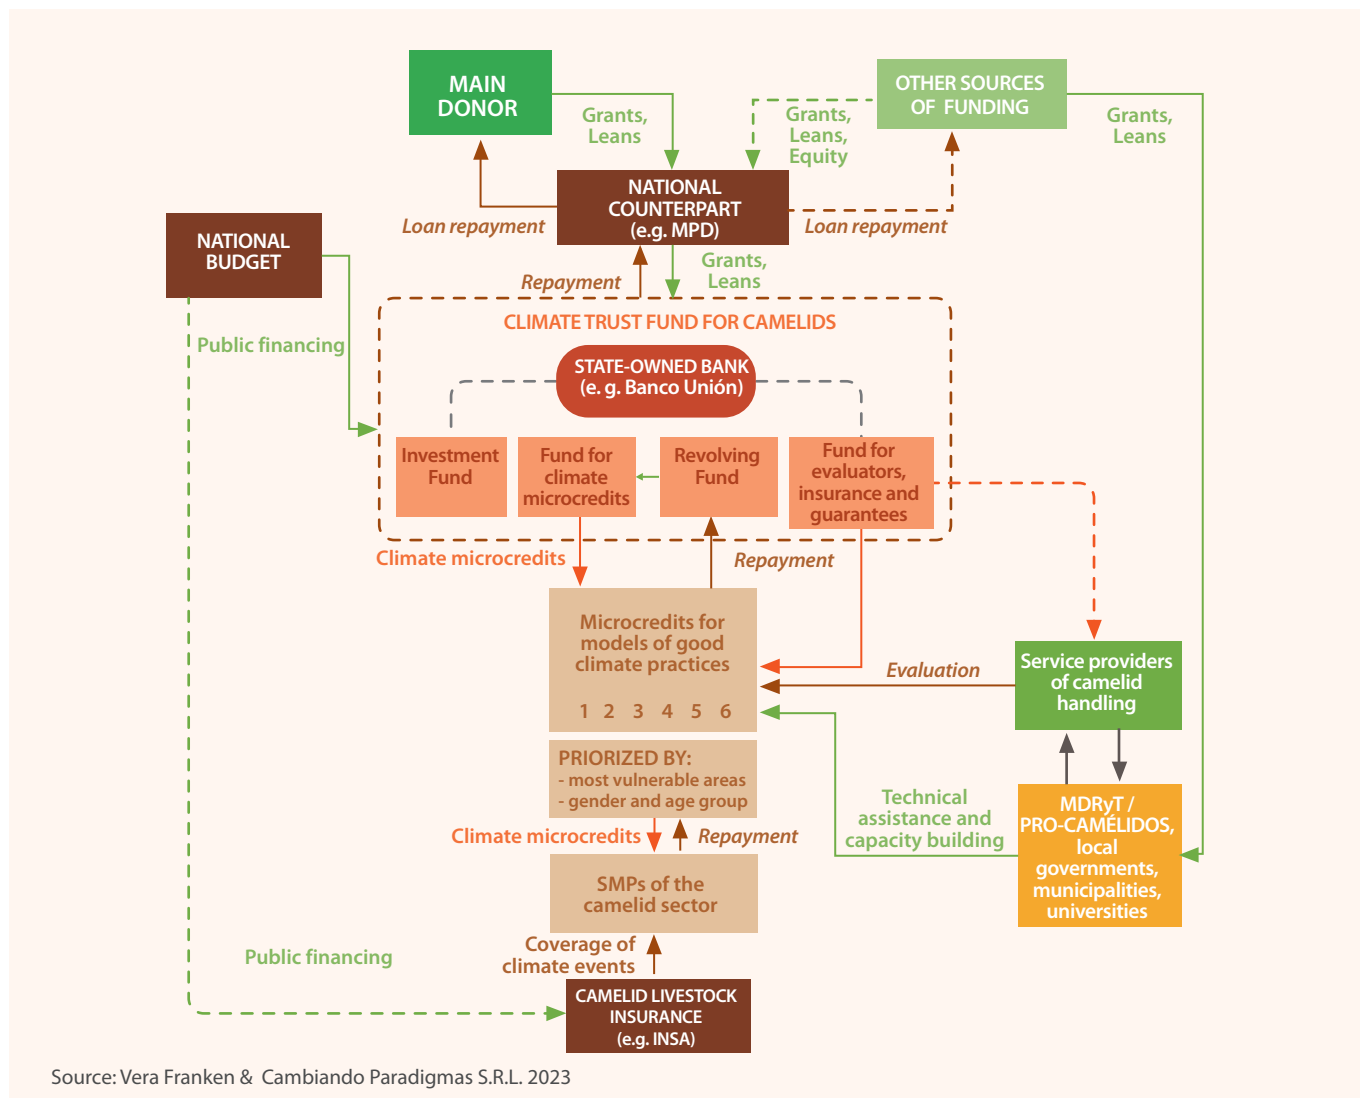 MAIN
DONOR
OTHER SOURCES
OF FUNDING
Grants,
Leans
Grants,
Leans,
Equity
Grants,
Leans
NATIONAL
COUNTERPART
(e.g. MPD)
Loan repayment
Loan repayment
NATIONAL
BUDGET
Repayment
Grants,
Leans
Public financing
CLIMATE TRUST FUND FOR CAMELIDS
STATE-OWNED BANK
(e. g. Banco Unión)
Investment
Fund
Fund for
climate
microcredits
Revolving
Fund
Fund for
evaluators,
insurance and
guarantees
Climate microcredits
Repayment
Microcredits for
models of good
climate practices
1 2 3 4 5 6
Evaluation
Service providers
of camelid
handling
PRIORIZED BY:
- most vulnerable areas
- gender and age group
Technical
assistance and
capacity building
MDRyT /
PRO-CAMÉLIDOS,
local
governments,
municipalities,
universities
Climate microcredits
Repayment
SMPs of the
camelid sector
Coverage of
climate events
Public financing
CAMELID LIVESTOCK
INSURANCE
(e.g. INSA)
Source: Vera Franken & Cambiando Paradigmas S.R.L. 2023